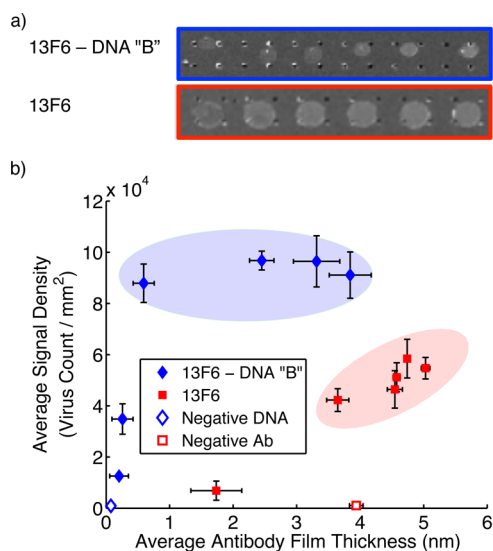 a)
13F6 – DNA "B"
13F6
b)
x 10⁴
12
10
8
6
4
2
0
Average Signal Density
(Virus Count / mm²)
13F6 – DNA "B"
13F6
Negative DNA
Negative Ab
0 1 2 3 4 5 6
Average Antibody Film Thickness (nm)